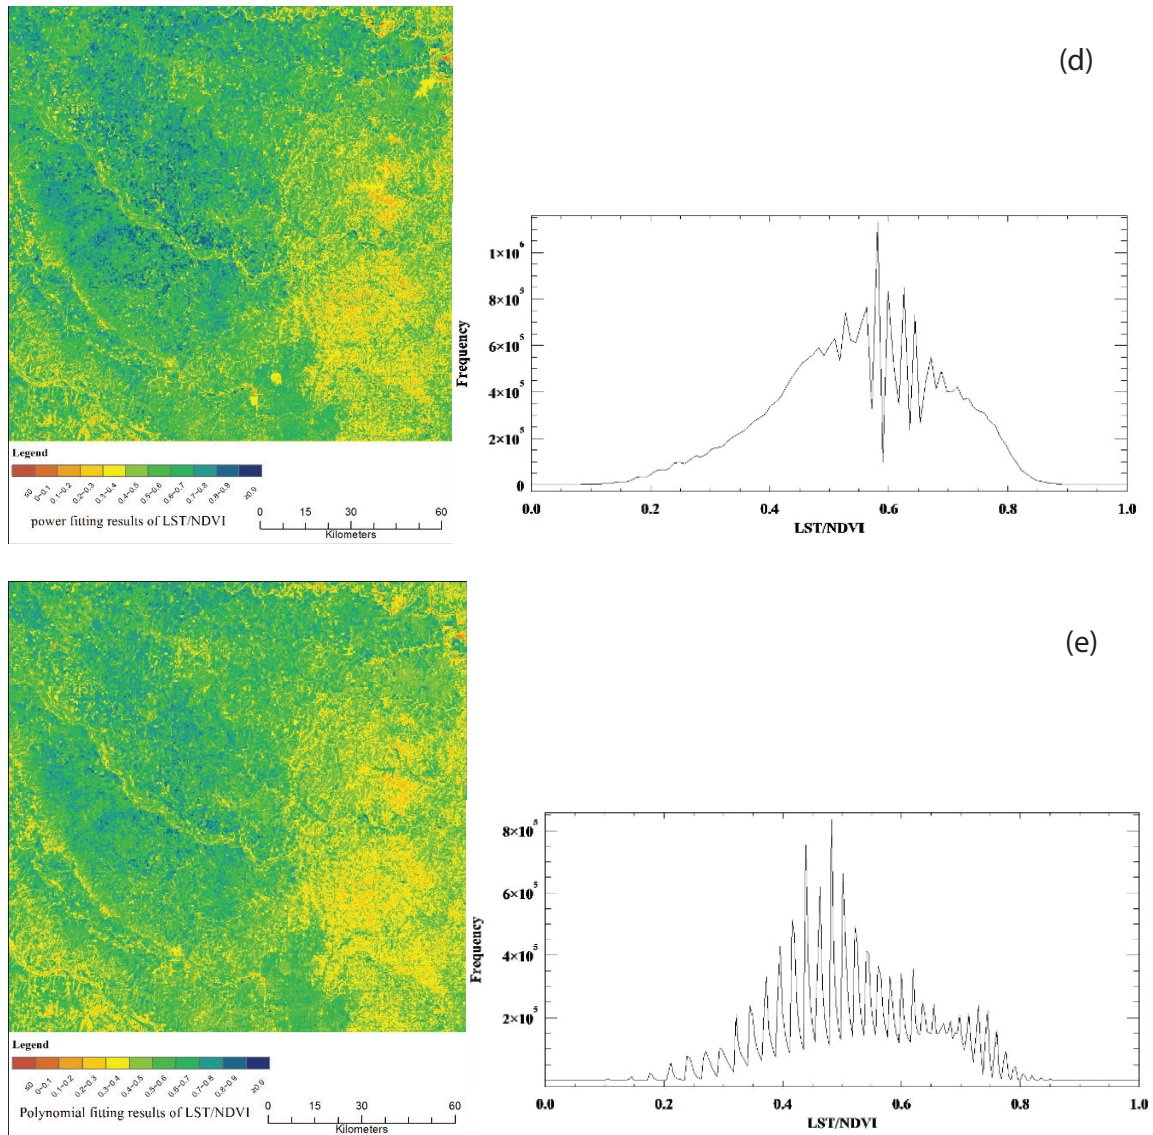 (d)
1×10⁶
8×10⁵
6×10⁵
4×10⁵
2×10⁵
0
Frequency
0.0 0.2 0.4 0.6 0.8 1.0
LST/NDVI
Legend
≤0 0~0.1 0.1~0.2 0.2~0.3 0.3~0.4 0.4~0.5 0.5~0.6 0.6~0.7 0.7~0.8 0.8~0.9 ≥0.9
power fitting results of LST/NDVI
0 15 30 60
Kilometers
(e)
8×10⁵
6×10⁵
4×10⁵
2×10⁵
Frequency
0.0 0.2 0.4 0.6 0.8 1.0
LST/NDVI
Legend
≤0 0~0.1 0.1~0.2 0.2~0.3 0.3~0.4 0.4~0.5 0.5~0.6 0.6~0.7 0.7~0.8 0.8~0.9 ≥0.9
Polynomial fitting results of LST/NDVI
0 15 30 60
Kilometers